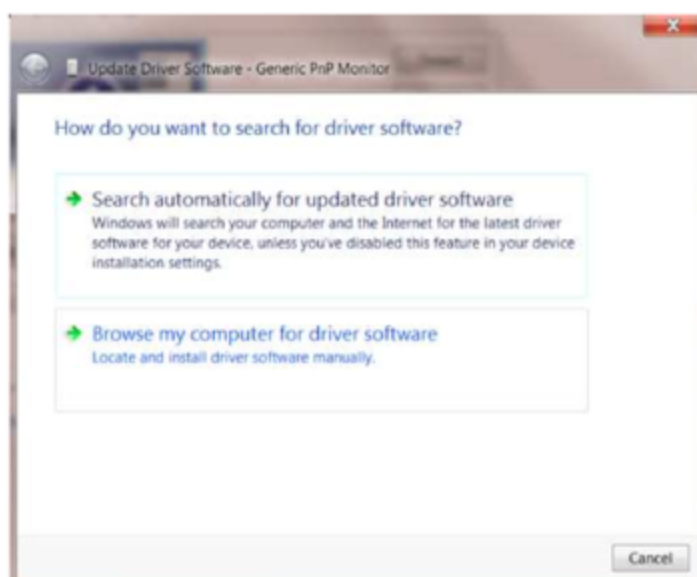 Update Driver Software - Generic PnP Monitor
How do you want to search for driver software?
Search automatically for updated driver software
Windows will search your computer and the Internet for the latest driver
software for your device, unless you've disabled this feature in your device
installation settings.
Browse my computer for driver software
Locate and install driver software manually.
Cancel